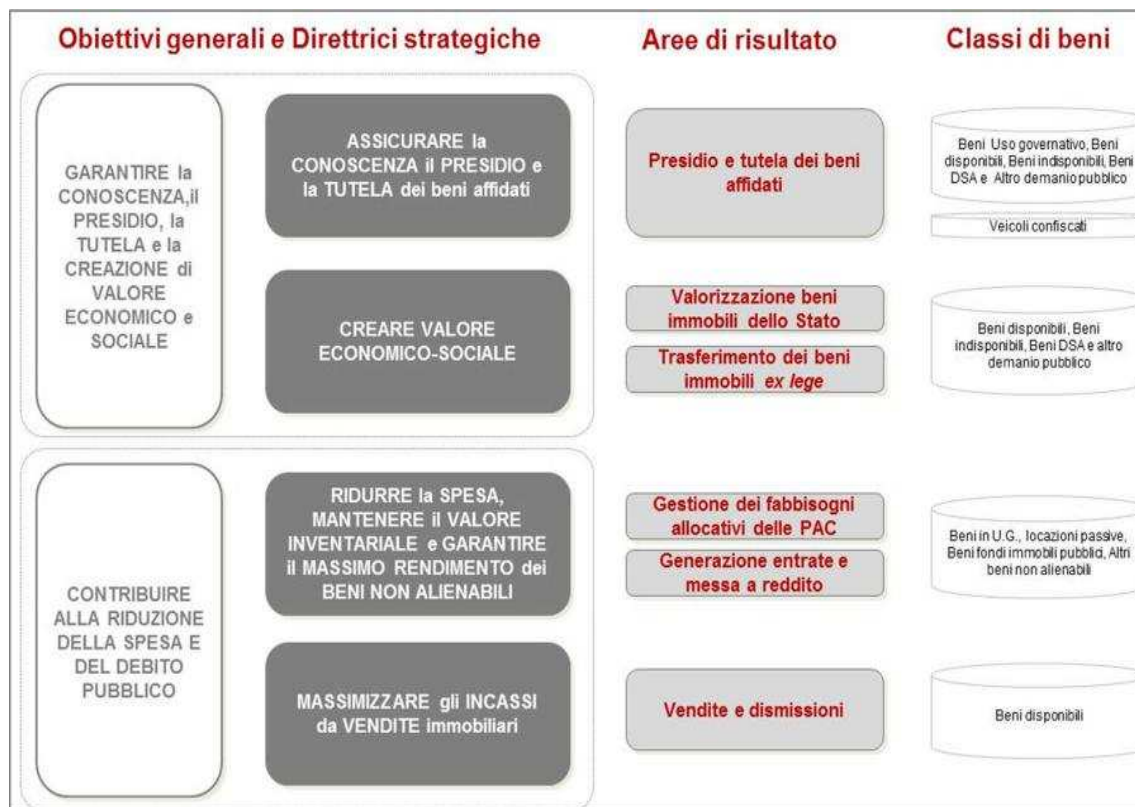 Obiettivi generali e Direttrici strategiche
Aree di risultato
Classi di beni
GARANTIRE la
CONOSCENZA,il
PRESIDIO, la
TUTELA e la
CREAZIONE di
VALORE
ECONOMICO e
SOCIALE
ASSICURARE la
CONOSCENZA il PRESIDIO e
la TUTELA dei beni affidati
Presidio e tutela dei beni
affidati
Beni Uso governativo, Beni
disponibili, Beni indisponibili, Beni
DSA e Altro demanio pubblico
Veicoli confiscati
CREARE VALORE
ECONOMICO-SOCIALE
Valorizzazione beni
immobili dello Stato
Trasferimento dei beni
immobili ex lege
Beni disponibili, Beni
indisponibili, Beni DSA e altro
demanio pubblico
CONTRIBUIRE
ALLA RIDUZIONE
DELLA SPESA E
DEL DEBITO
PUBBLICO
RIDURRE la SPESA,
MANTENERE il VALORE
INVENTARIALE e GARANTIRE
il MASSIMO RENDIMENTO dei
BENI NON ALIENABILI
Gestione dei fabbisogni
allocativi delle PAC
Generazione entrate e
messa a reddito
Beni in U.G., locazioni passive,
Beni fondi immobili pubblici, Altri
beni non alienabili
MASSIMIZZARE gli INCASSI
da VENDITE immobiliari
Vendite e dismissioni
Beni disponibili